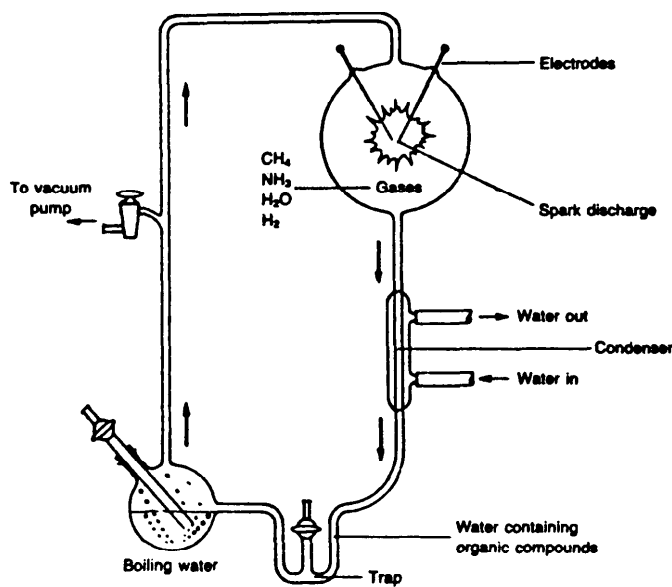 Electrodes
CH₄
NH₃
H₂O
H₂
Gases
To vacuum
pump
Spark discharge
Water out
Condenser
Water in
Water containing
organic compounds
Boiling water
Trap